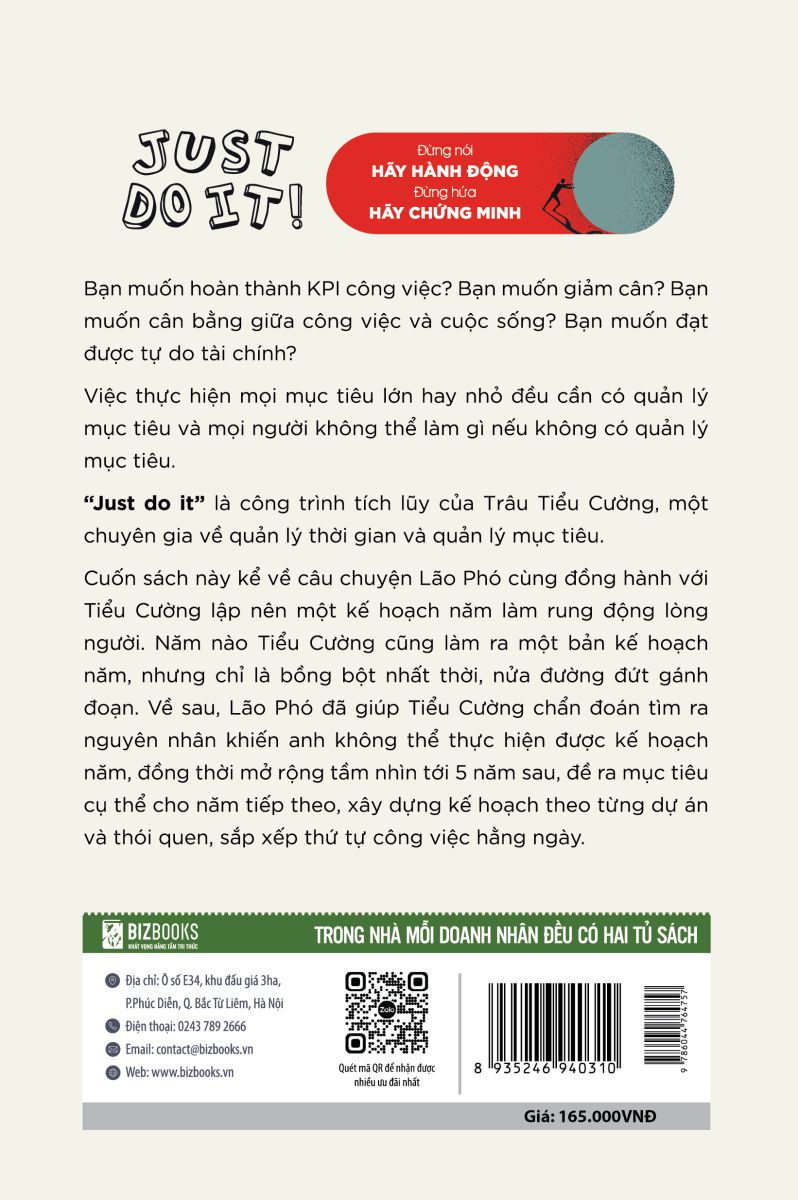 JUST
DO IT!
Đừng nói
HÃY HÀNH ĐỘNG
Đừng hứa
HÃY CHỨNG MINH
Bạn muốn hoàn thành KPI công việc? Bạn muốn giảm cân? Bạn
muốn cân bằng giữa công việc và cuộc sống? Bạn muốn đạt
được tự do tài chính?
Việc thực hiện mọi mục tiêu lớn hay nhỏ đều cần có quản lý
mục tiêu và mọi người không thể làm gì nếu không có quản lý
mục tiêu.
“Just do it” là công trình tích lũy của Trâu Tiểu Cường, một
chuyên gia về quản lý thời gian và quản lý mục tiêu.
Cuốn sách này kể về câu chuyện Lão Phó cùng đồng hành với
Tiểu Cường lập nên một kế hoạch năm làm rung động lòng
người. Năm nào Tiểu Cường cũng làm ra một bản kế hoạch
năm, nhưng chỉ là bồng bột nhất thời, nửa đường đứt gánh
đoạn. Về sau, Lão Phó đã giúp Tiểu Cường chẩn đoán tìm ra
nguyên nhân khiến anh không thể thực hiện được kế hoạch
năm, đồng thời mở rộng tầm nhìn tới 5 năm sau, đề ra mục tiêu
cụ thể cho năm tiếp theo, xây dựng kế hoạch theo từng dự án
và thói quen, sắp xếp thứ tự công việc hằng ngày.
BIZBOOKS
KHÁT VỌNG NÂNG TẦM TRI THỨC
TRONG NHÀ MỖI DOANH NHÂN ĐỀU CÓ HAI TỦ SÁCH
Địa chỉ: Ô số E34, khu đấu giá 3ha,
P.Phúc Diễn, Q. Bắc Từ Liêm, Hà Nội
Điện thoại: 0243 789 2666
Email: contact@bizbooks.vn
Web: www.bizbooks.vn
Zalo
Quét mã QR để nhận được
nhiều ưu đãi nhất
8 935246 940310
9 786044 764757
Giá: 165.000VNĐ